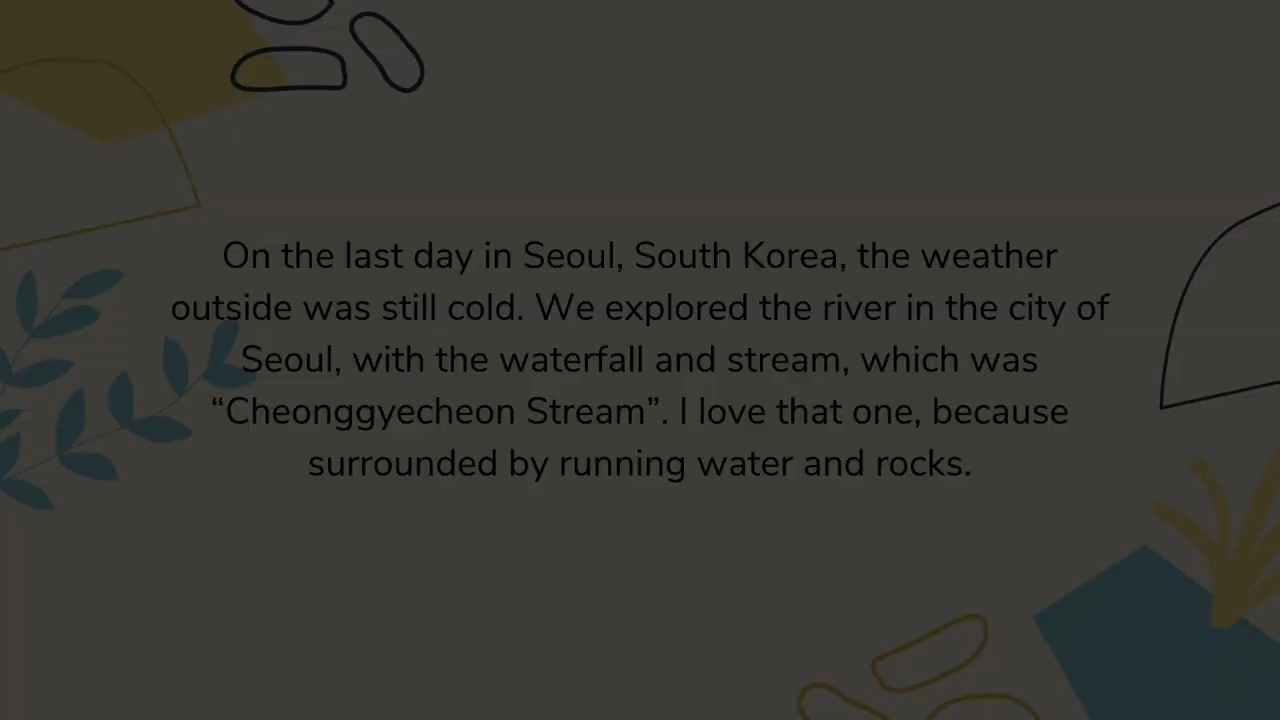 On the last day in Seoul, South Korea, the weather
outside was still cold. We explored the river in the city of
Seoul, with the waterfall and stream, which was
“Cheonggyecheon Stream”. I love that one, because
surrounded by running water and rocks.